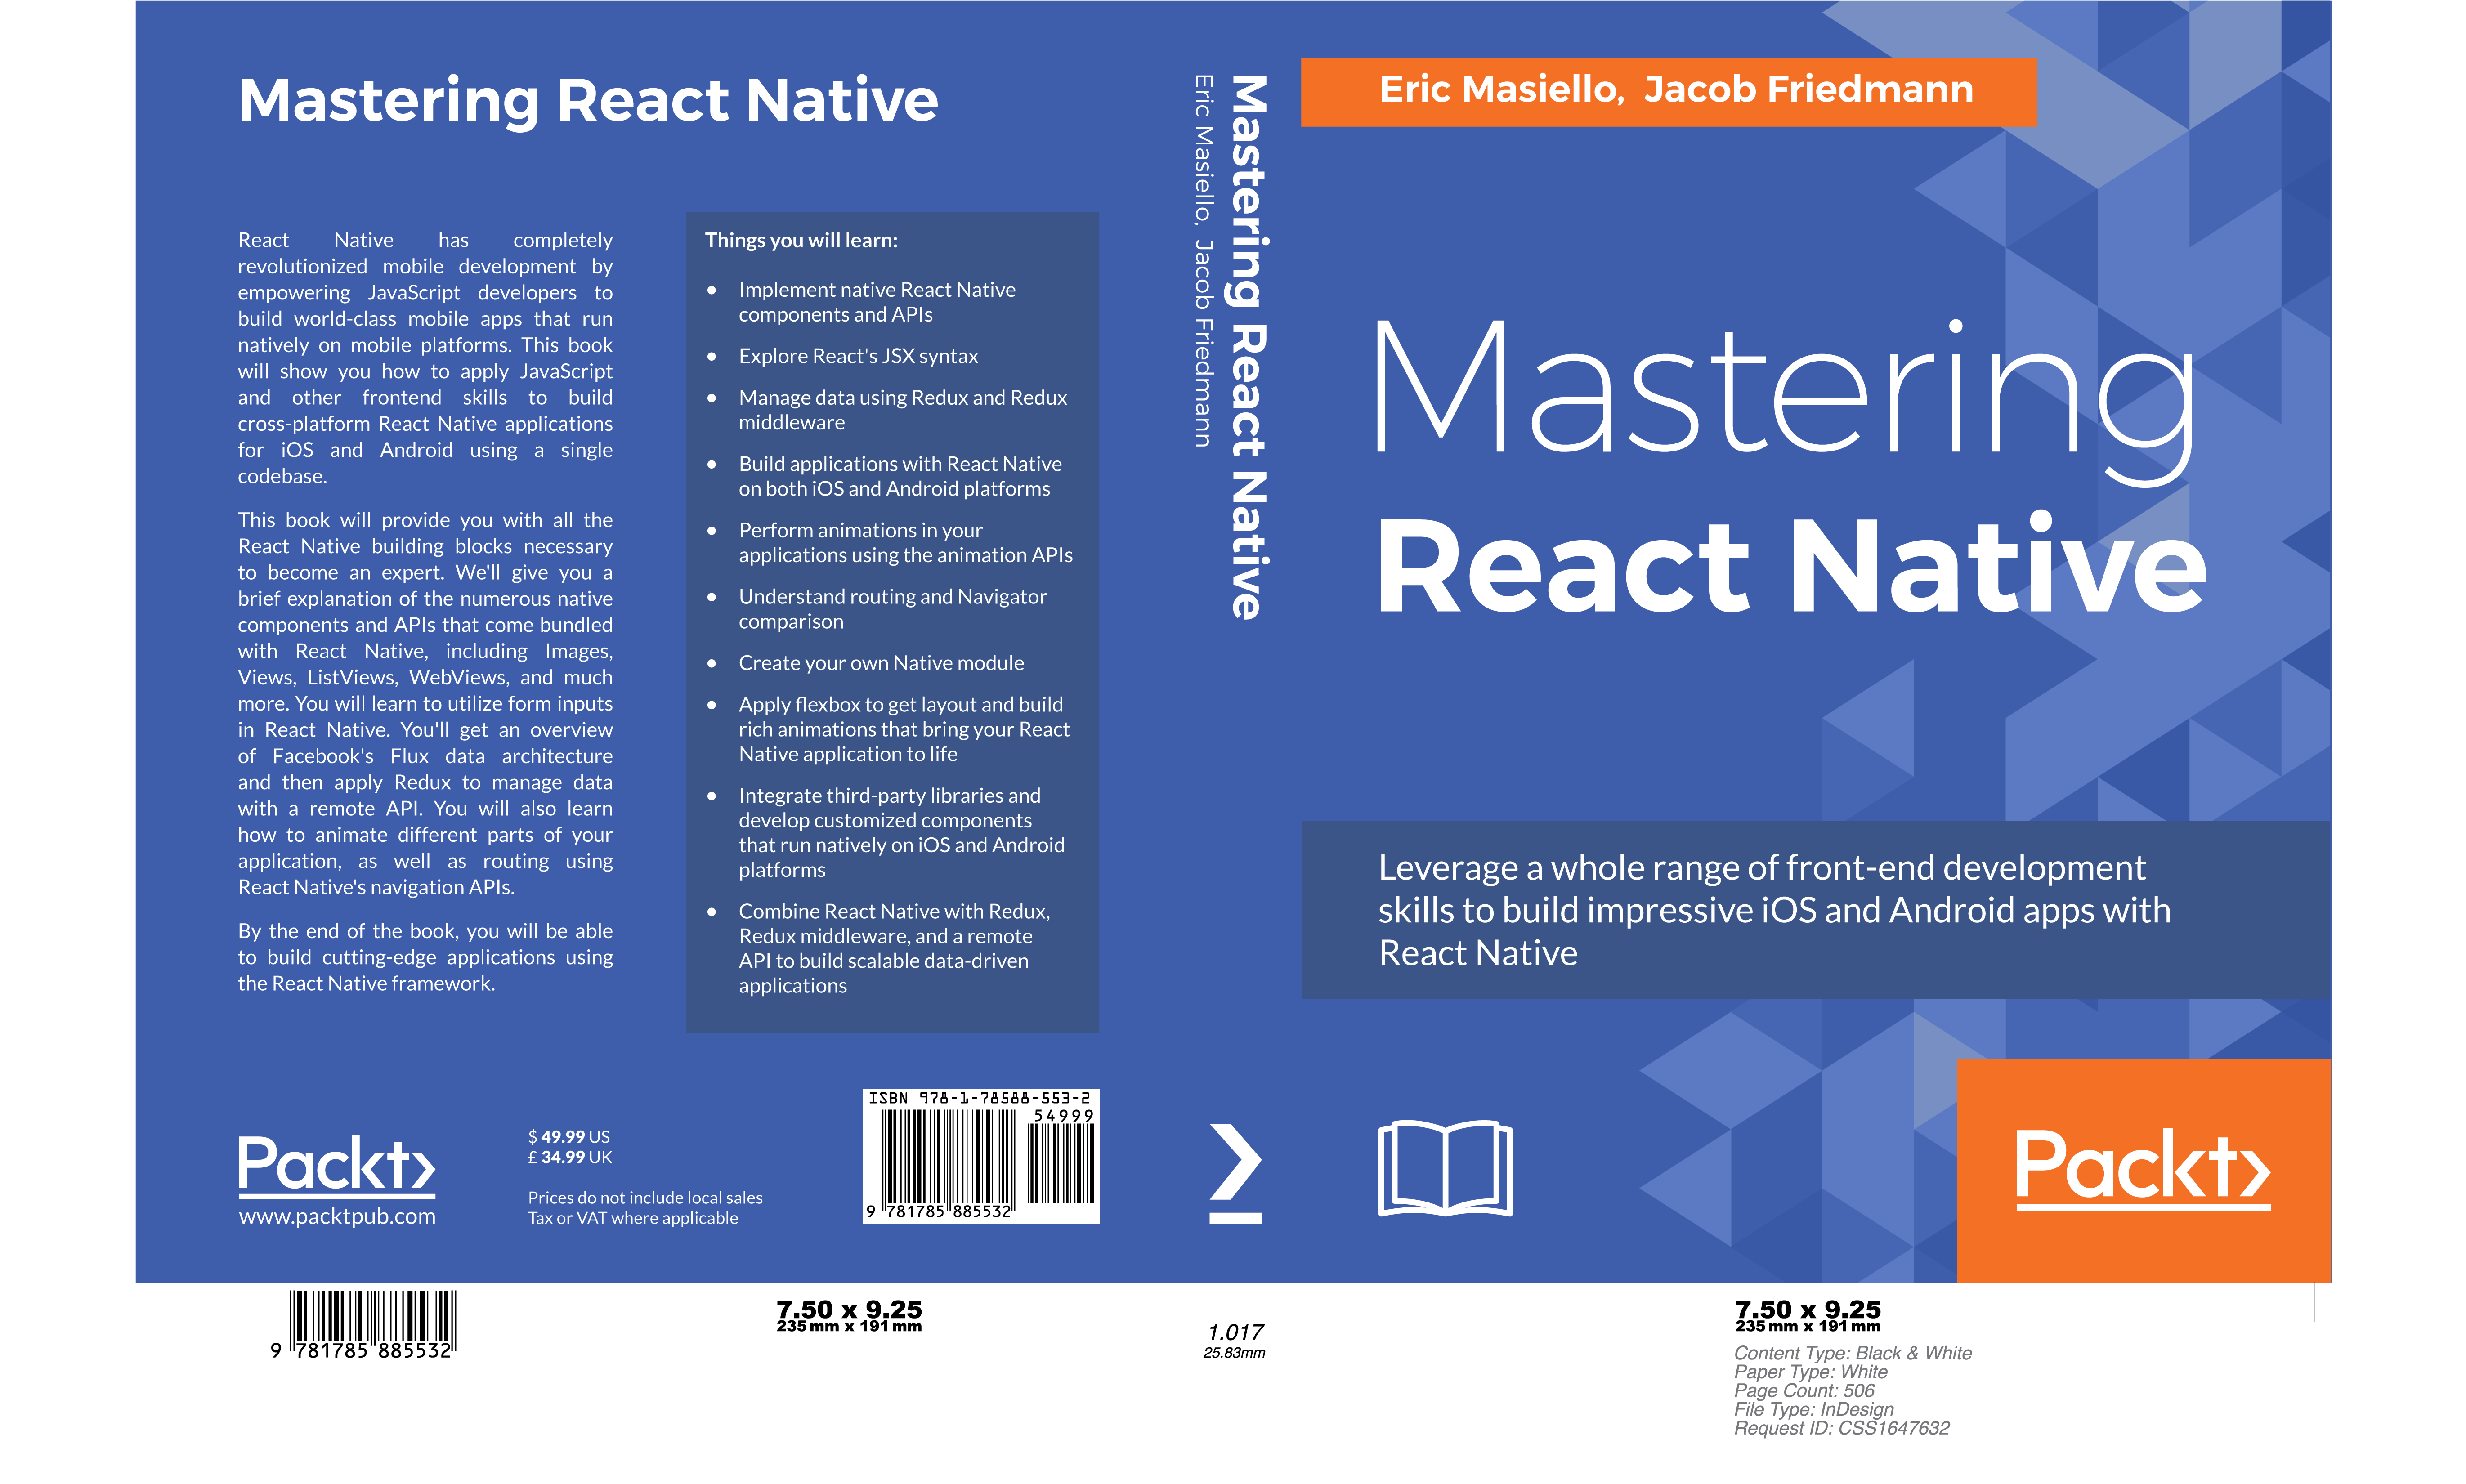 Mastering React Native
React Native has completely
revolutionized mobile development by
empowering JavaScript developers to
build world-class mobile apps that run
natively on mobile platforms. This book
will show you how to apply JavaScript
and other frontend skills to build
cross-platform React Native applications
for iOS and Android using a single
codebase.
This book will provide you with all the
React Native building blocks necessary
to become an expert. We'll give you a
brief explanation of the numerous native
components and APIs that come bundled
with React Native, including Images,
Views, ListViews, WebViews, and much
more. You will learn to utilize form inputs
in React Native. You'll get an overview
of Facebook's Flux data architecture
and then apply Redux to manage data
with a remote API. You will also learn
how to animate different parts of your
application, as well as routing using
React Native's navigation APIs.
By the end of the book, you will be able
to build cutting-edge applications using
the React Native framework.
Things you will learn:
● Implement native React Native
components and APIs
● Explore React's JSX syntax
● Manage data using Redux and Redux
middleware
● Build applications with React Native
on both iOS and Android platforms
● Perform animations in your
applications using the animation APIs
● Understand routing and Navigator
comparison
● Create your own Native module
● Apply flexbox to get layout and build
rich animations that bring your React
Native application to life
● Integrate third-party libraries and
develop customized components
that run natively on iOS and Android
platforms
● Combine React Native with Redux,
Redux middleware, and a remote
API to build scalable data-driven
applications
Packt
www.packtpub.com
$ 49.99 US
£ 34.99 UK
Prices do not include local sales
Tax or VAT where applicable
ISBN 978-1-78588-553-2
54999
9 781785 885532
Mastering React Native
Eric Masiello, Jacob Friedmann
Eric Masiello, Jacob Friedmann
Mastering
React Native
Leverage a whole range of front-end development
skills to build impressive iOS and Android apps with
React Native
Packt
9 781785 885532
7.50 x 9.25
235 mm x 191 mm
1.017
25.83mm
7.50 x 9.25
235 mm x 191 mm
Content Type: Black & White
Paper Type: White
Page Count: 506
File Type: InDesign
Request ID: CSS1647632